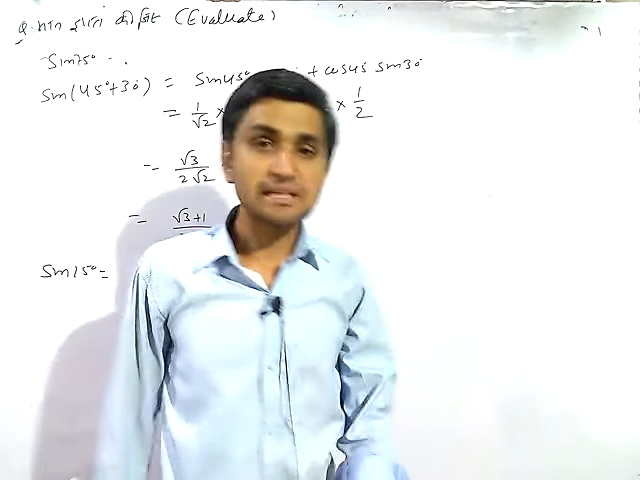 Q. मान ज्ञात कीजिए (Evaluate)
Sin75°
Sin(45°+30°) = Sin45° + cos45 sin30
= 1/√2 × × 1/2
= √3/2√2
= √3+1
Sin15° =